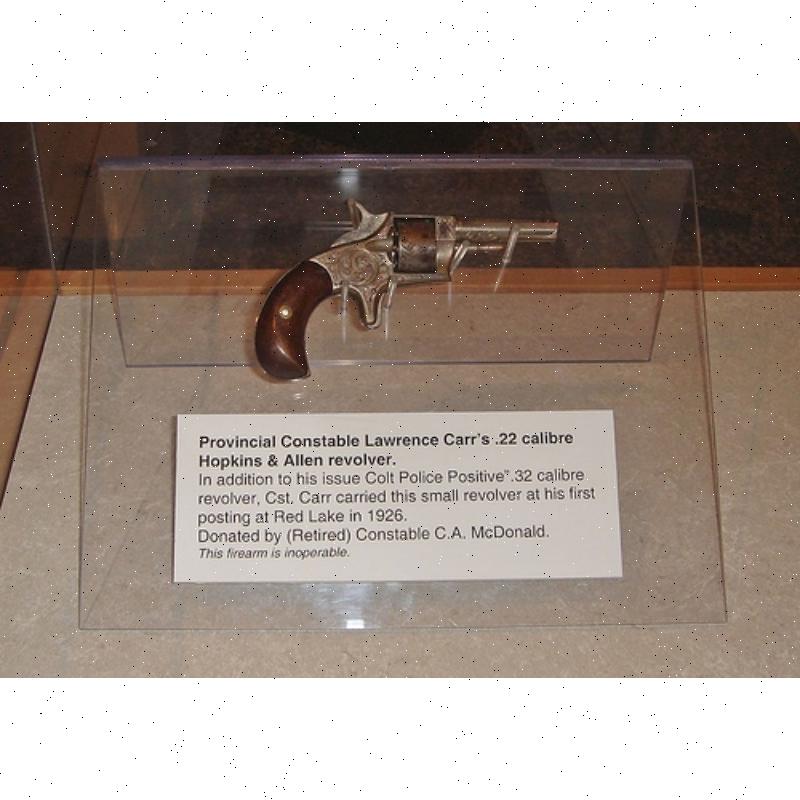 Provincial Constable Lawrence Carr's .22 calibre
Hopkins & Allen revolver.
In addition to his issue Colt Police Positive" .32 calibre
revolver, Cst. Carr carried this small revolver at his first
posting at Red Lake in 1926.
Donated by (Retired) Constable C.A. McDonald.
This firearm is inoperable.